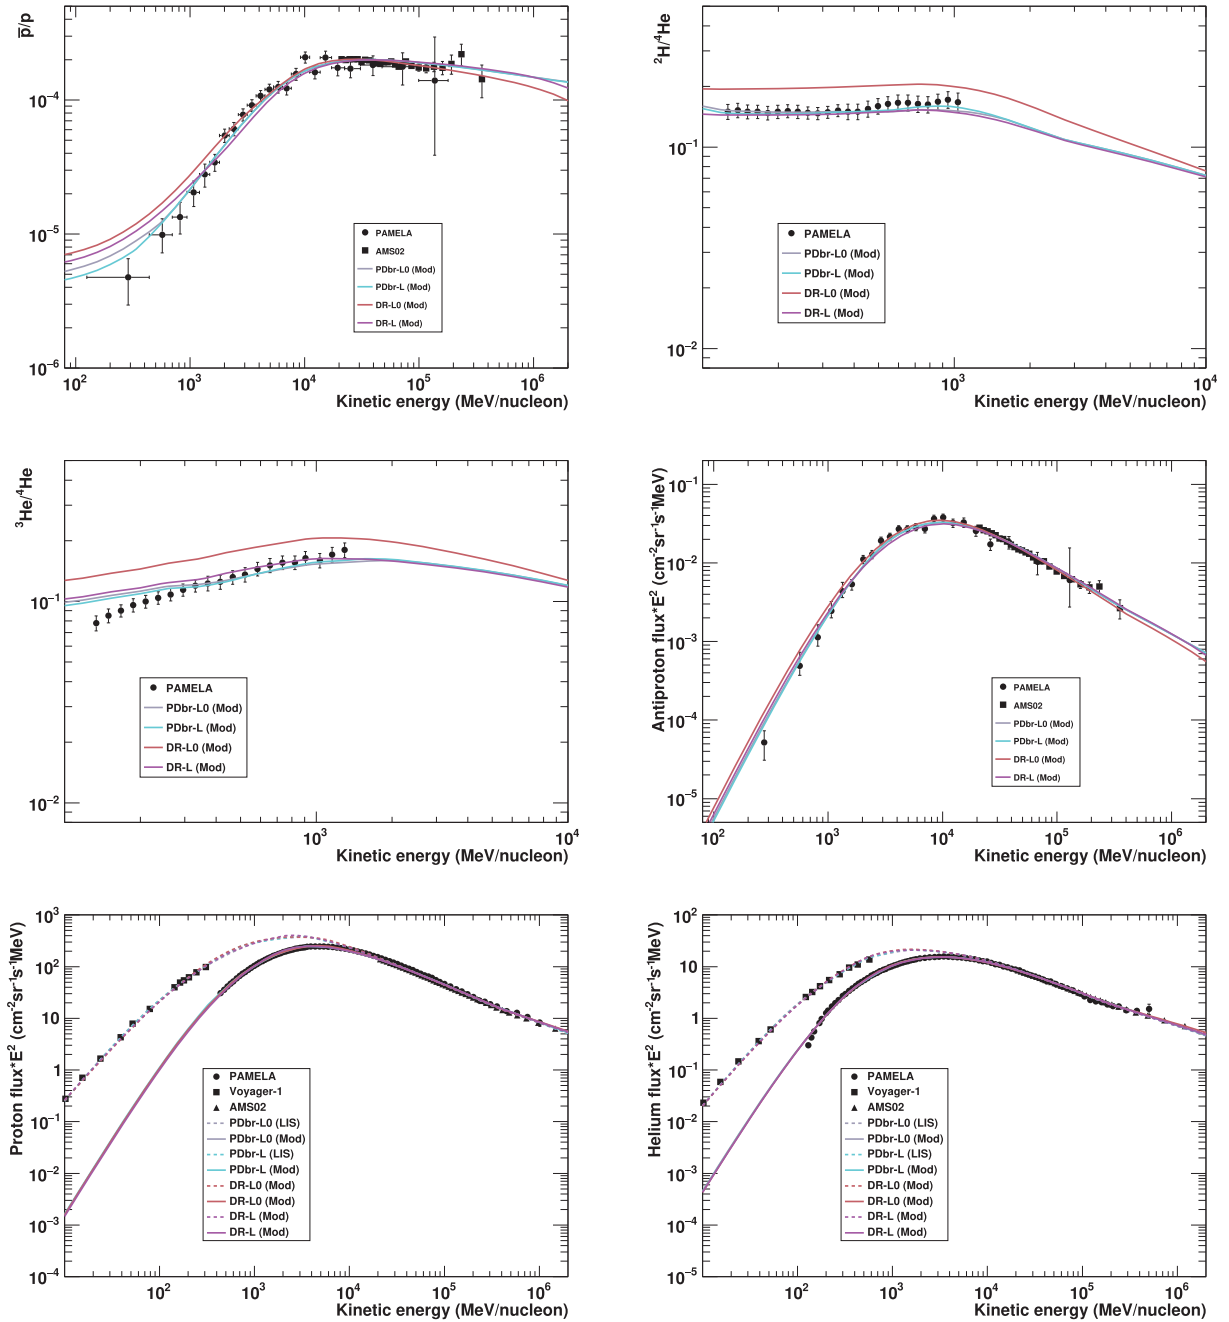 p̅/p
10⁻⁴
10⁻⁵
10⁻⁶
PAMELA
AMS02
PDbr-L0 (Mod)
PDbr-L (Mod)
DR-L0 (Mod)
DR-L (Mod)
10² 10³ 10⁴ 10⁵ 10⁶
Kinetic energy (MeV/nucleon)
²H/⁴He
10⁻¹
10⁻²
PAMELA
PDbr-L0 (Mod)
PDbr-L (Mod)
DR-L0 (Mod)
DR-L (Mod)
10³ 10⁴
Kinetic energy (MeV/nucleon)
³He/⁴He
10⁻¹
10⁻²
PAMELA
PDbr-L0 (Mod)
PDbr-L (Mod)
DR-L0 (Mod)
DR-L (Mod)
10³ 10⁴
Kinetic energy (MeV/nucleon)
Antiproton flux*E² (cm⁻²sr⁻¹s⁻¹MeV)
10⁻¹
10⁻²
10⁻³
10⁻⁴
10⁻⁵
PAMELA
AMS02
PDbr-L0 (Mod)
PDbr-L (Mod)
DR-L0 (Mod)
DR-L (Mod)
10² 10³ 10⁴ 10⁵ 10⁶
Kinetic energy (MeV/nucleon)
Proton flux*E² (cm⁻²sr⁻¹s⁻¹MeV)
10³
10²
10
1
10⁻¹
10⁻²
10⁻³
10⁻⁴
PAMELA
Voyager-1
AMS02
PDbr-L0 (LIS)
PDbr-L0 (Mod)
PDbr-L (LIS)
PDbr-L (Mod)
DR-L0 (Mod)
DR-L0 (Mod)
DR-L (Mod)
DR-L (Mod)
10² 10³ 10⁴ 10⁵ 10⁶
Kinetic energy (MeV/nucleon)
Helium flux*E² (cm⁻²sr⁻¹s⁻¹MeV)
10²
10
1
10⁻¹
10⁻²
10⁻³
10⁻⁴
10⁻⁵
PAMELA
Voyager-1
AMS02
PDbr-L0 (LIS)
PDbr-L0 (Mod)
PDbr-L (LIS)
PDbr-L (Mod)
DR-L0 (Mod)
DR-L0 (Mod)
DR-L (Mod)
DR-L (Mod)
10² 10³ 10⁴ 10⁵ 10⁶
Kinetic energy (MeV/nucleon)